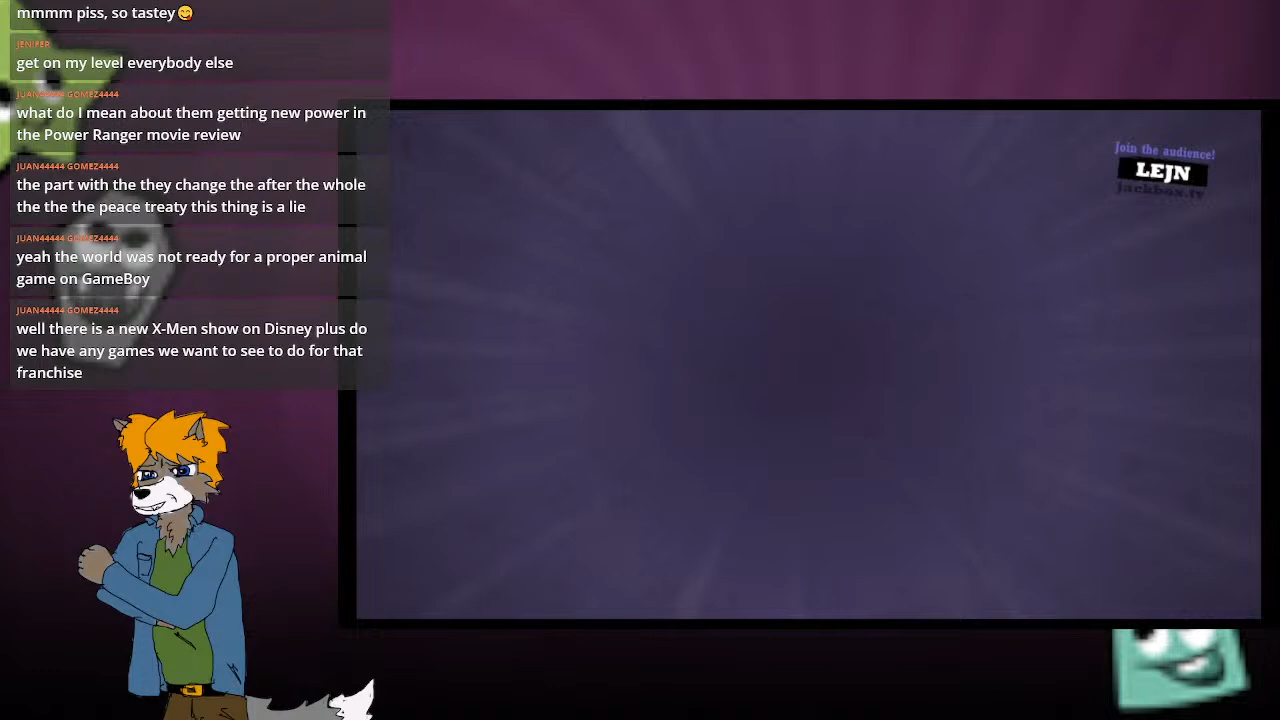 mmmm piss, so tastey😋
JENIFER
get on my level everybody else
JUAN44444 GOMEZ4444
what do I mean about them getting new power in
the Power Ranger movie review
JUAN44444 GOMEZ4444
the part with the they change the after the whole
the the the peace treaty this thing is a lie
JUAN44444 GOMEZ4444
yeah the world was not ready for a proper animal
game on GameBoy
JUAN44444 GOMEZ4444
well there is a new X-Men show on Disney plus do
we have any games we want to see to do for that
franchise
Join the audience!
LEJN
jackbox.tv